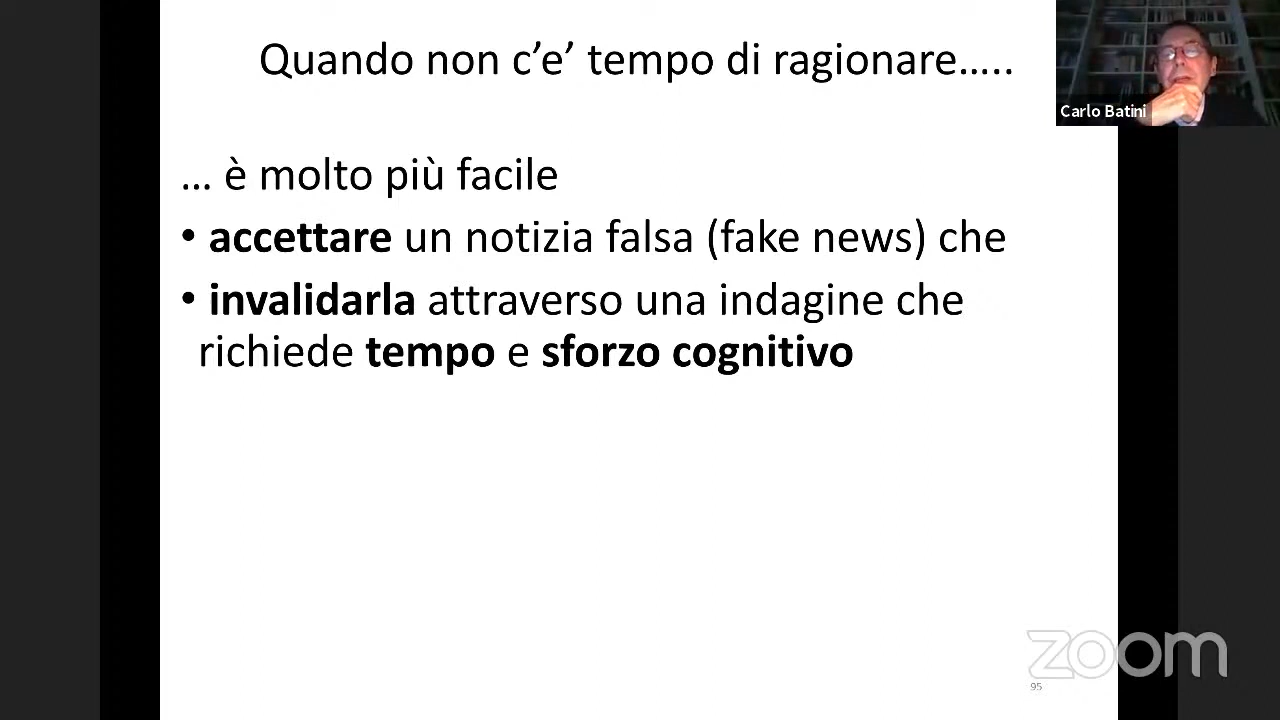 Quando non c’e’ tempo di ragionare…..
Carlo Batini
… è molto più facile
• accettare un notizia falsa (fake news) che
• invalidarla attraverso una indagine che
richiede tempo e sforzo cognitivo
zoom
95